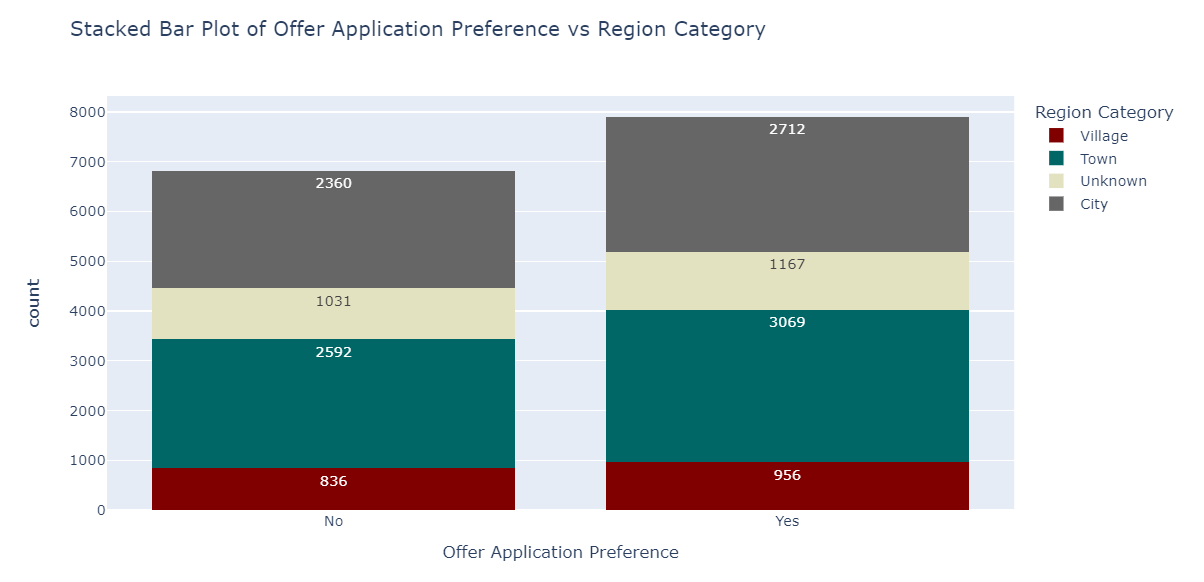 Stacked Bar Plot of Offer Application Preference vs Region Category
Region Category
Village
Town
Unknown
City
8000
7000
6000
5000
4000
3000
2000
1000
0
count
2360
1031
2592
836
2712
1167
3069
956
No
Yes
Offer Application Preference